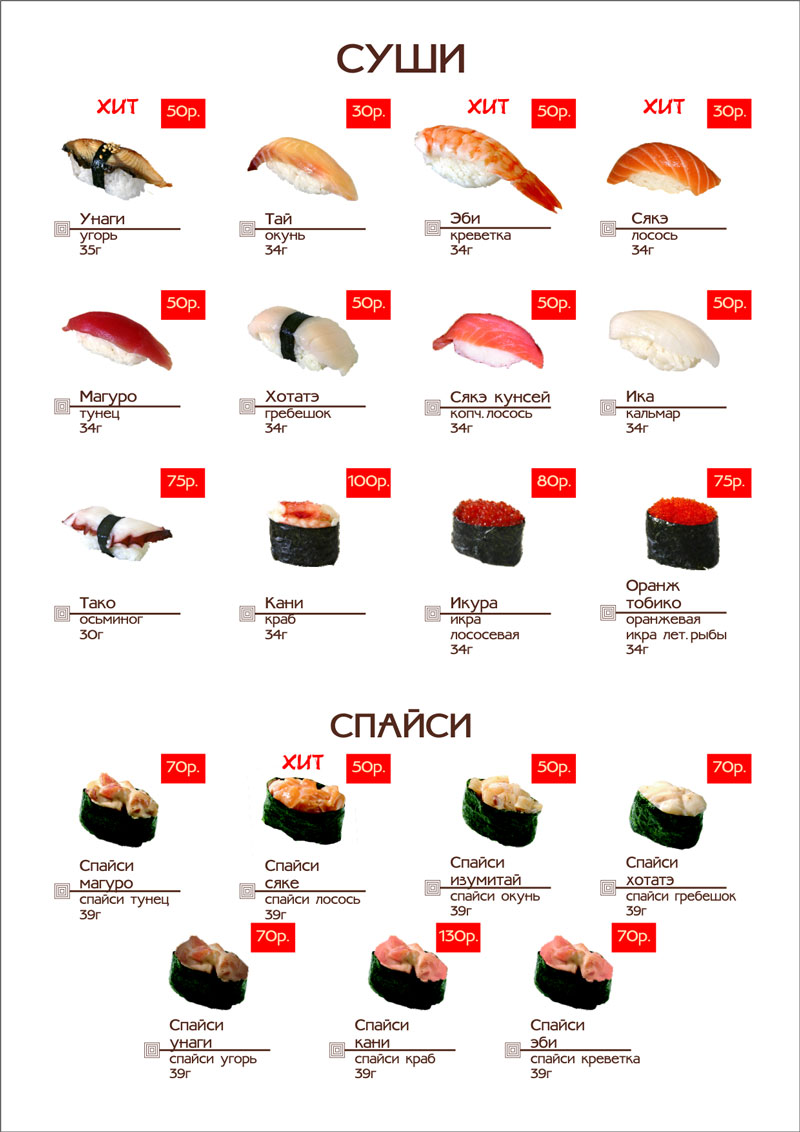 СУШИ
ХИТ 50р. 30р. ХИТ 50р. ХИТ 30р.
Унаги Тай Эби Сякэ
угорь окунь креветка лосось
35г 34г 34г 34г
50р. 50р. 50р. 50р.
Магуро Хотатэ Сякэ кунсей Ика
тунец гребешок копч. лосось кальмар
34г 34г 34г 34г
75р. 100р. 80р. 75р.
Тако
осьминог
30г
Кани
краб
34г
Икура
икра
лососевая
34г
Оранж
тобико
оранжевая
икра лет. рыбы
34г
СПАЙСИ
70р. ХИТ 50р. 50р. 70р.
Спайси
магуро
спайси тунец
39г
Спайси
сяке
спайси лосось
39г
Спайси
изумитай
спайси окунь
39г
Спайси
хотатэ
спайси гребешок
39г
70р. 130р. 70р.
Спайси
унаги
спайси угорь
39г
Спайси
кани
спайси краб
39г
Спайси
эби
спайси креветка
39г